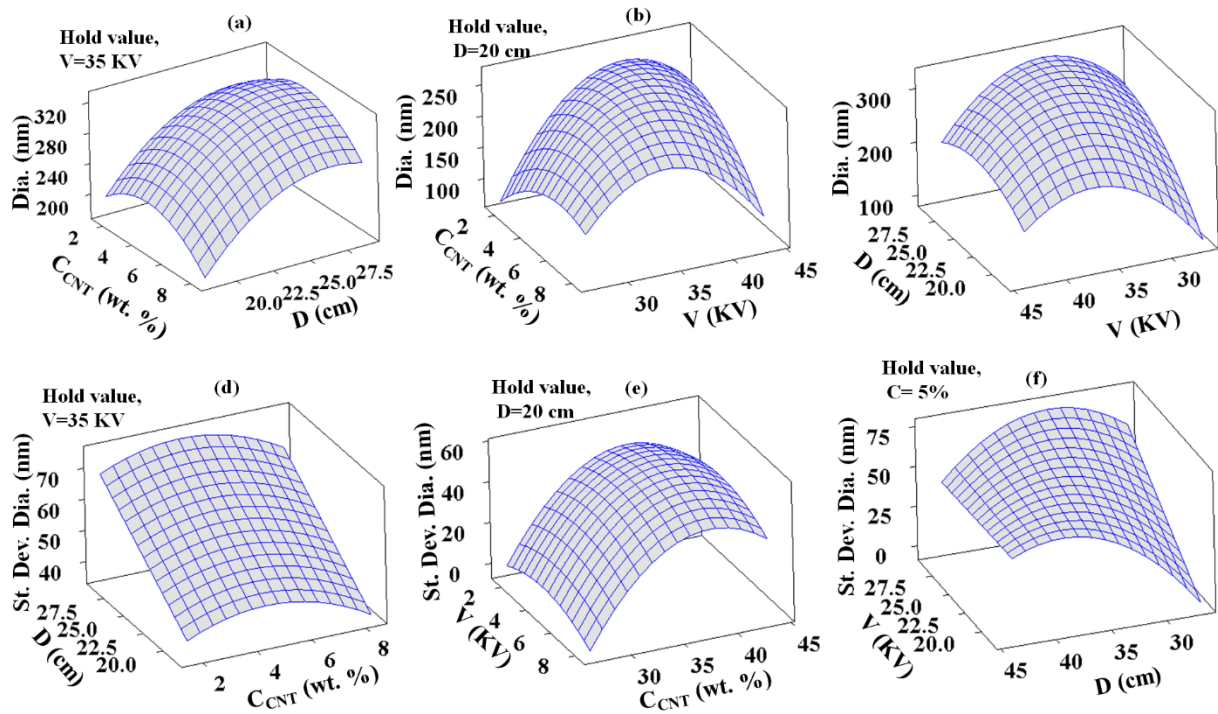 (a)
Hold value,
V=35 KV
Dia. (nm)
320
280
240
200
2
4
6
8
C_CNT (wt. %)
20.0
22.5
25.0
27.5
D (cm)
(b)
Hold value,
D=20 cm
Dia. (nm)
250
200
150
100
2
4
6
8
C_CNT (wt. %)
30
35
40
45
V (KV)
Dia. (nm)
300
200
100
27.5
25.0
22.5
20.0
D (cm)
45
40
35
30
V (KV)
(d)
Hold value,
V=35 KV
St. Dev. Dia. (nm)
70
60
50
40
27.5
25.0
22.5
20.0
D (cm)
2
4
6
8
C_CNT (wt. %)
(e)
Hold value,
D=20 cm
St. Dev. Dia. (nm)
60
40
20
0
2
4
6
8
V (KV)
30
35
40
45
C_CNT (wt. %)
(f)
Hold value,
C= 5%
St. Dev. Dia. (nm)
75
50
25
0
27.5
25.0
22.5
20.0
V (KV)
45
40
35
30
D (cm)